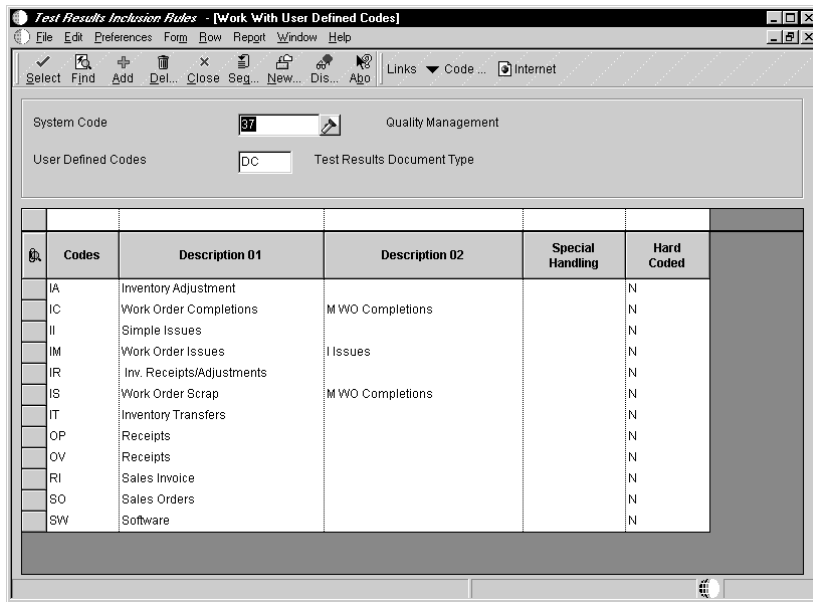 Test Results Inclusion Rules - [Work With User Defined Codes]
File Edit Preferences Form Row Report Window Help
Select Find Add Del... Close Seq... New... Dis... Abo Links Code ... Internet
System Code 37 Quality Management
User Defined Codes DC Test Results Document Type
Codes Description 01 Description 02 Special Handling Hard Coded
IA Inventory Adjustment N
IC Work Order Completions M WO Completions N
II Simple Issues N
IM Work Order Issues I Issues N
IR Inv. Receipts/Adjustments N
IS Work Order Scrap M WO Completions N
IT Inventory Transfers N
OP Receipts N
OV Receipts N
RI Sales Invoice N
SO Sales Orders N
SW Software N